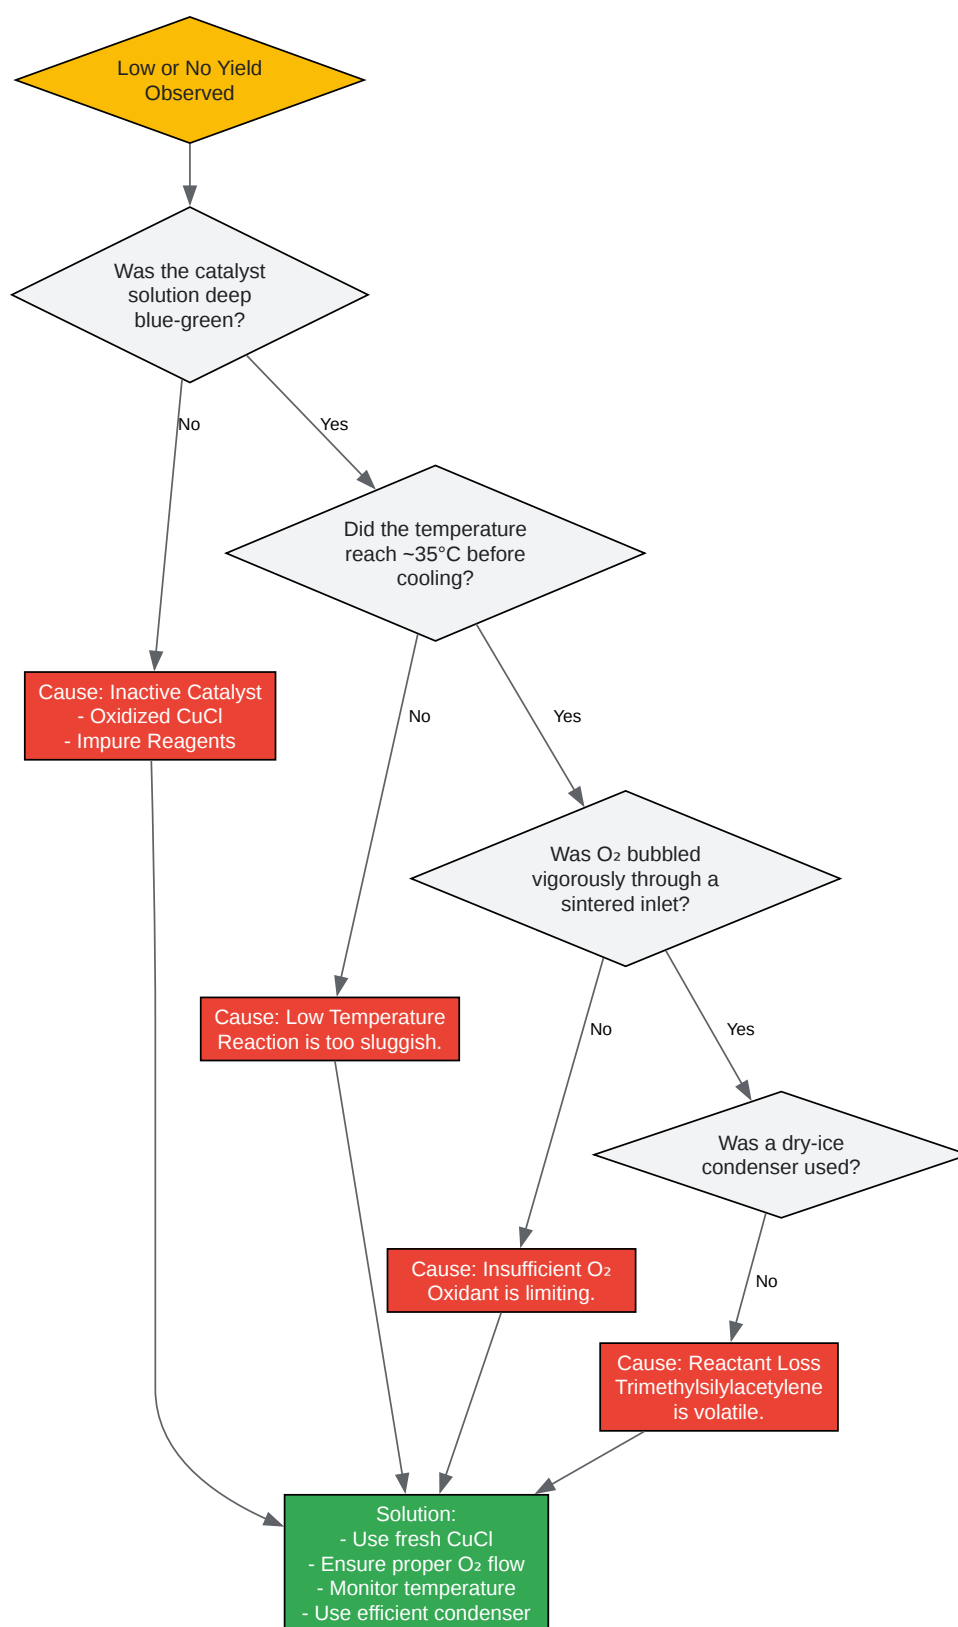 Low or No Yield
Observed
Was the catalyst
solution deep
blue-green?
No
Yes
Did the temperature
reach ~35°C before
cooling?
Cause: Inactive Catalyst
- Oxidized CuCl
- Impure Reagents
No
Yes
Was O₂ bubbled
vigorously through a
sintered inlet?
Cause: Low Temperature
Reaction is too sluggish.
No
Yes
Was a dry-ice
condenser used?
Cause: Insufficient O₂
Oxidant is limiting.
No
Cause: Reactant Loss
Trimethylsilylacetylene
is volatile.
Solution:
- Use fresh CuCl
- Ensure proper O₂ flow
- Monitor temperature
- Use efficient condenser